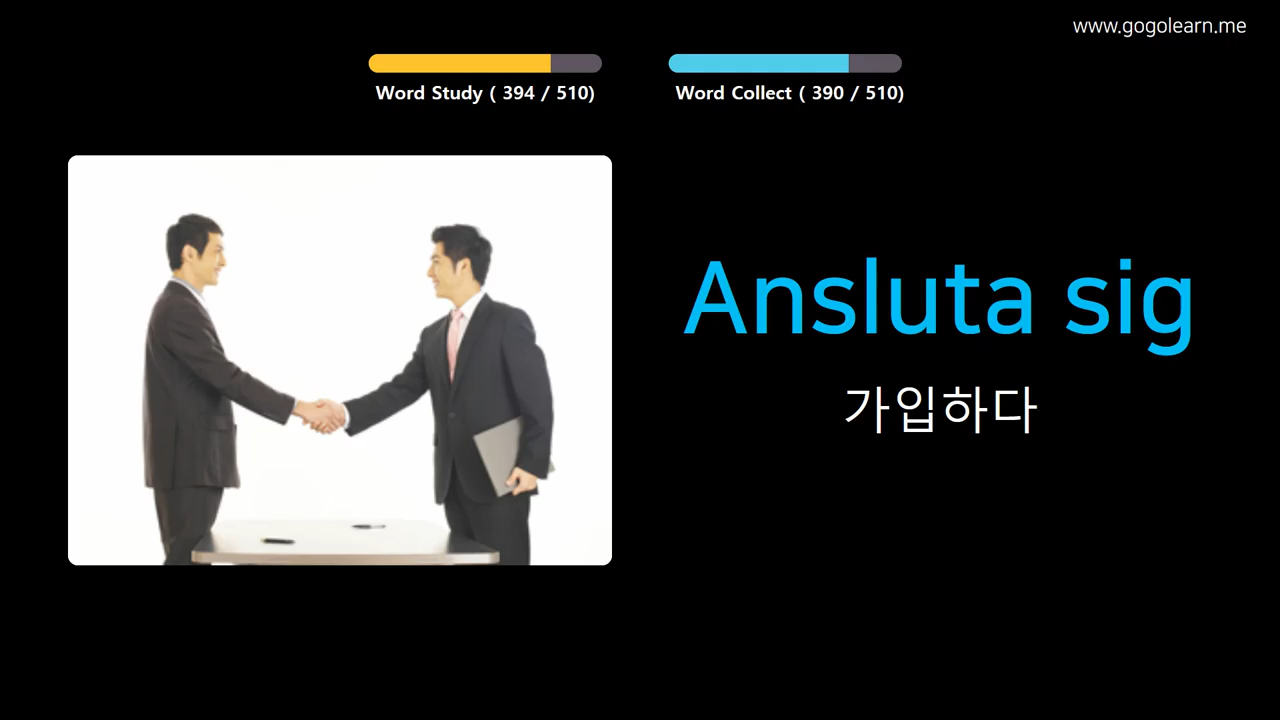 www.gogolearn.me
Word Study ( 394 / 510)
Word Collect ( 390 / 510)
Ansluta sig
가입하다